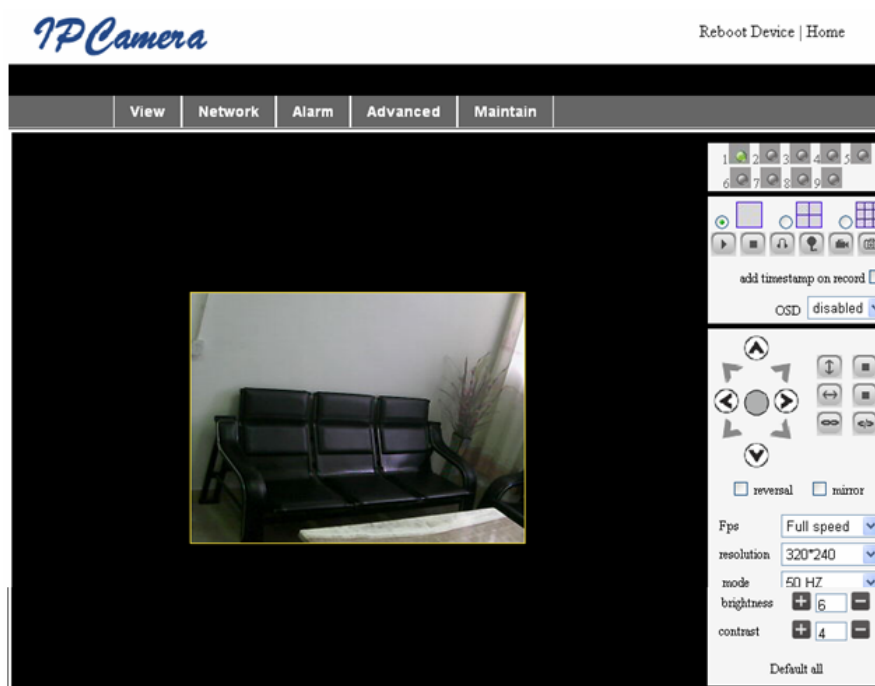 IPCamera
Reboot Device | Home
View Network Alarm Advanced Maintain
1 2 3 4 5
6 7 8 9
add timestamp on record
OSD disabled
reversal mirror
Fps Full speed
resolution 320*240
mode 50 HZ
brightness 6
contrast 4
Default all